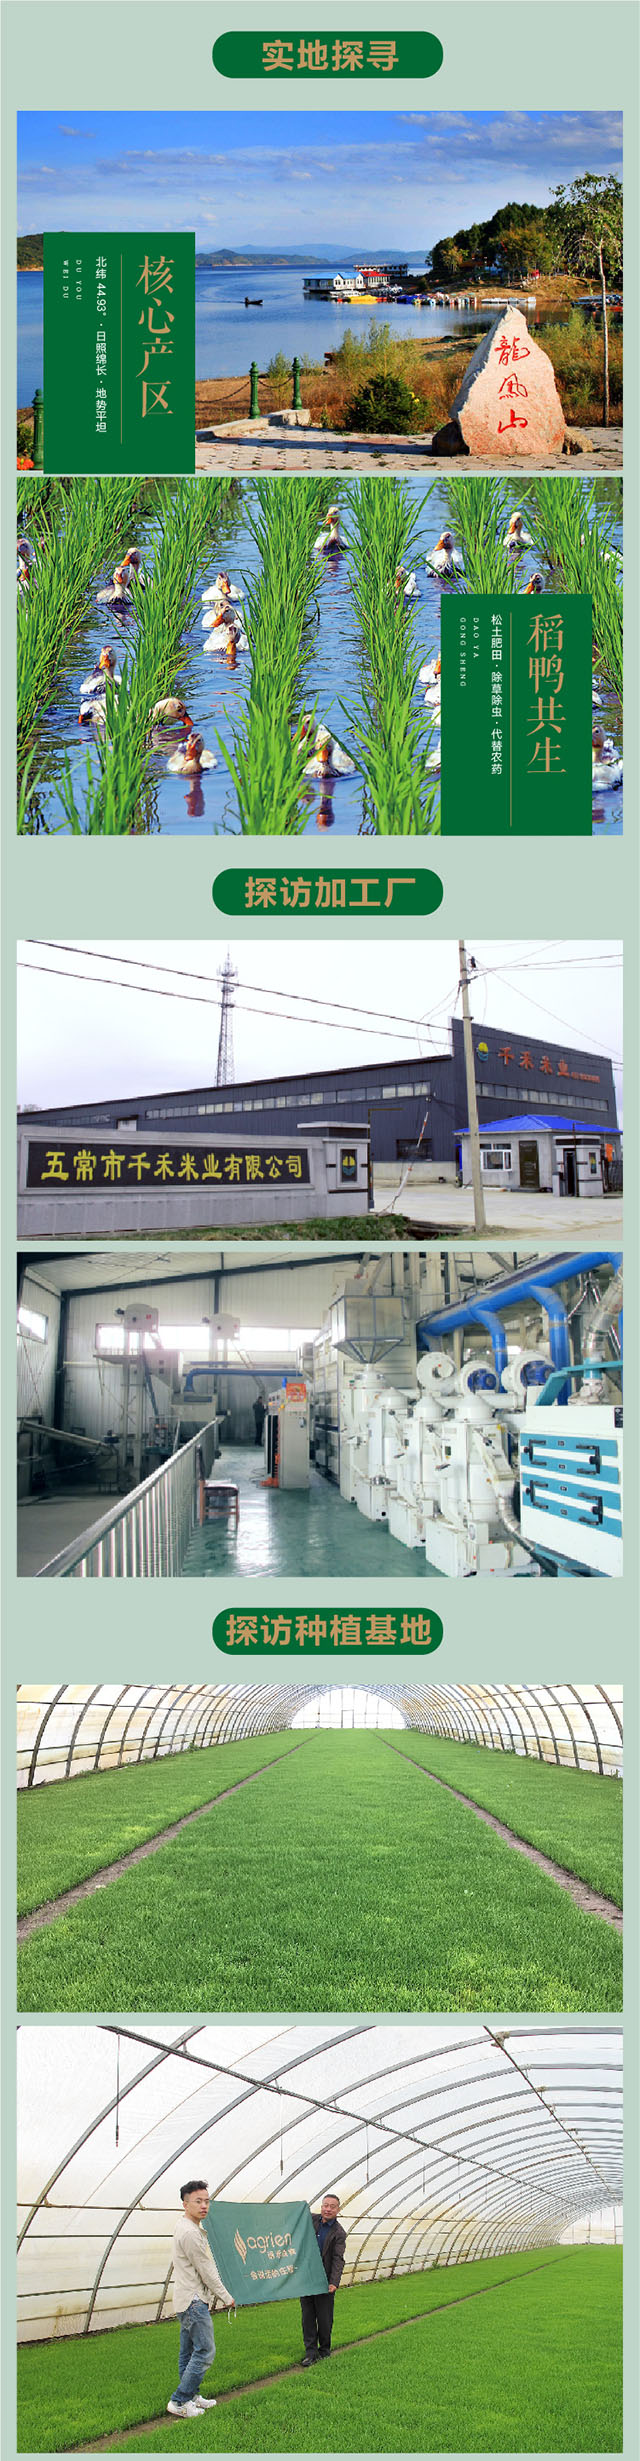 实地探寻
核心产区
北纬 44.93° · 日照绵长 · 地势平坦
DU YOU
WEI DU
龍鳳山
稻鸭共生
松土肥田 · 除草除虫 · 代替农药
DAO YA
GONG SHENG
探访加工厂
千禾米业
五常市千禾米业有限公司
探访种植基地
agrien